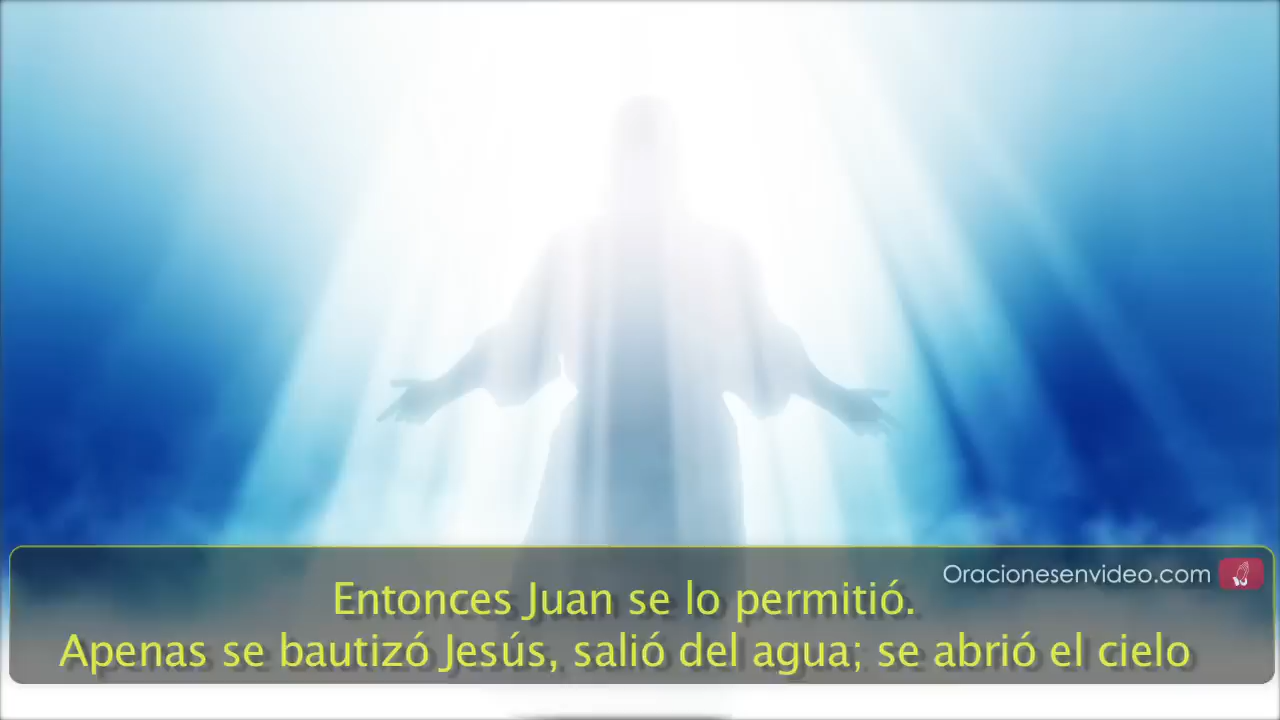 Oracionesenvideo.com
Entonces Juan se lo permitió.
Apenas se bautizó Jesús, salió del agua; se abrió el cielo